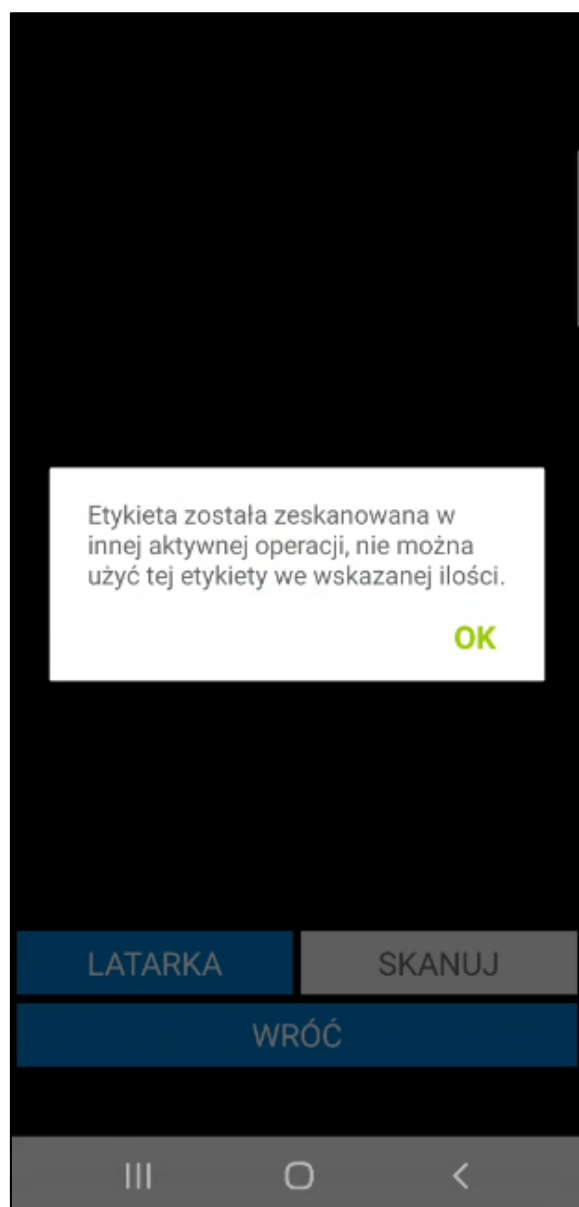 Etykieta została zeskanowana w
innej aktywnej operacji, nie można
użyć tej etykiety we wskazanej ilości.
OK
LATARKA
SKANUJ
WRÓĆ